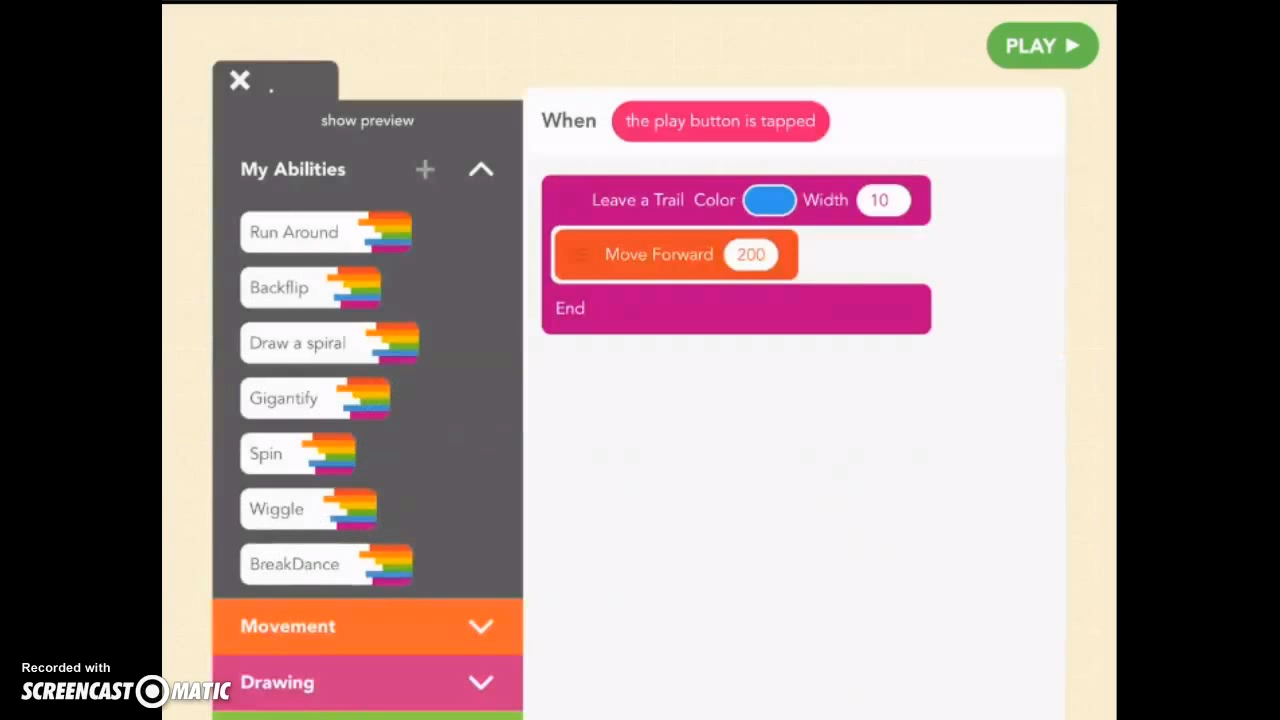 PLAY
.
show preview
When the play button is tapped
My Abilities
Leave a Trail Color Width 10
Run Around
Move Forward 200
Backflip
End
Draw a spiral
Gigantify
Spin
Wiggle
BreakDance
Movement
Drawing
Recorded with
SCREENCAST MATIC